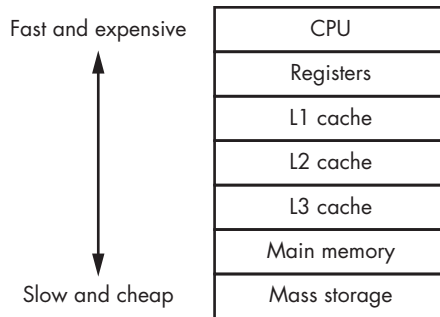 Fast and expensive
CPU
Registers
L1 cache
L2 cache
L3 cache
Main memory
Slow and cheap
Mass storage